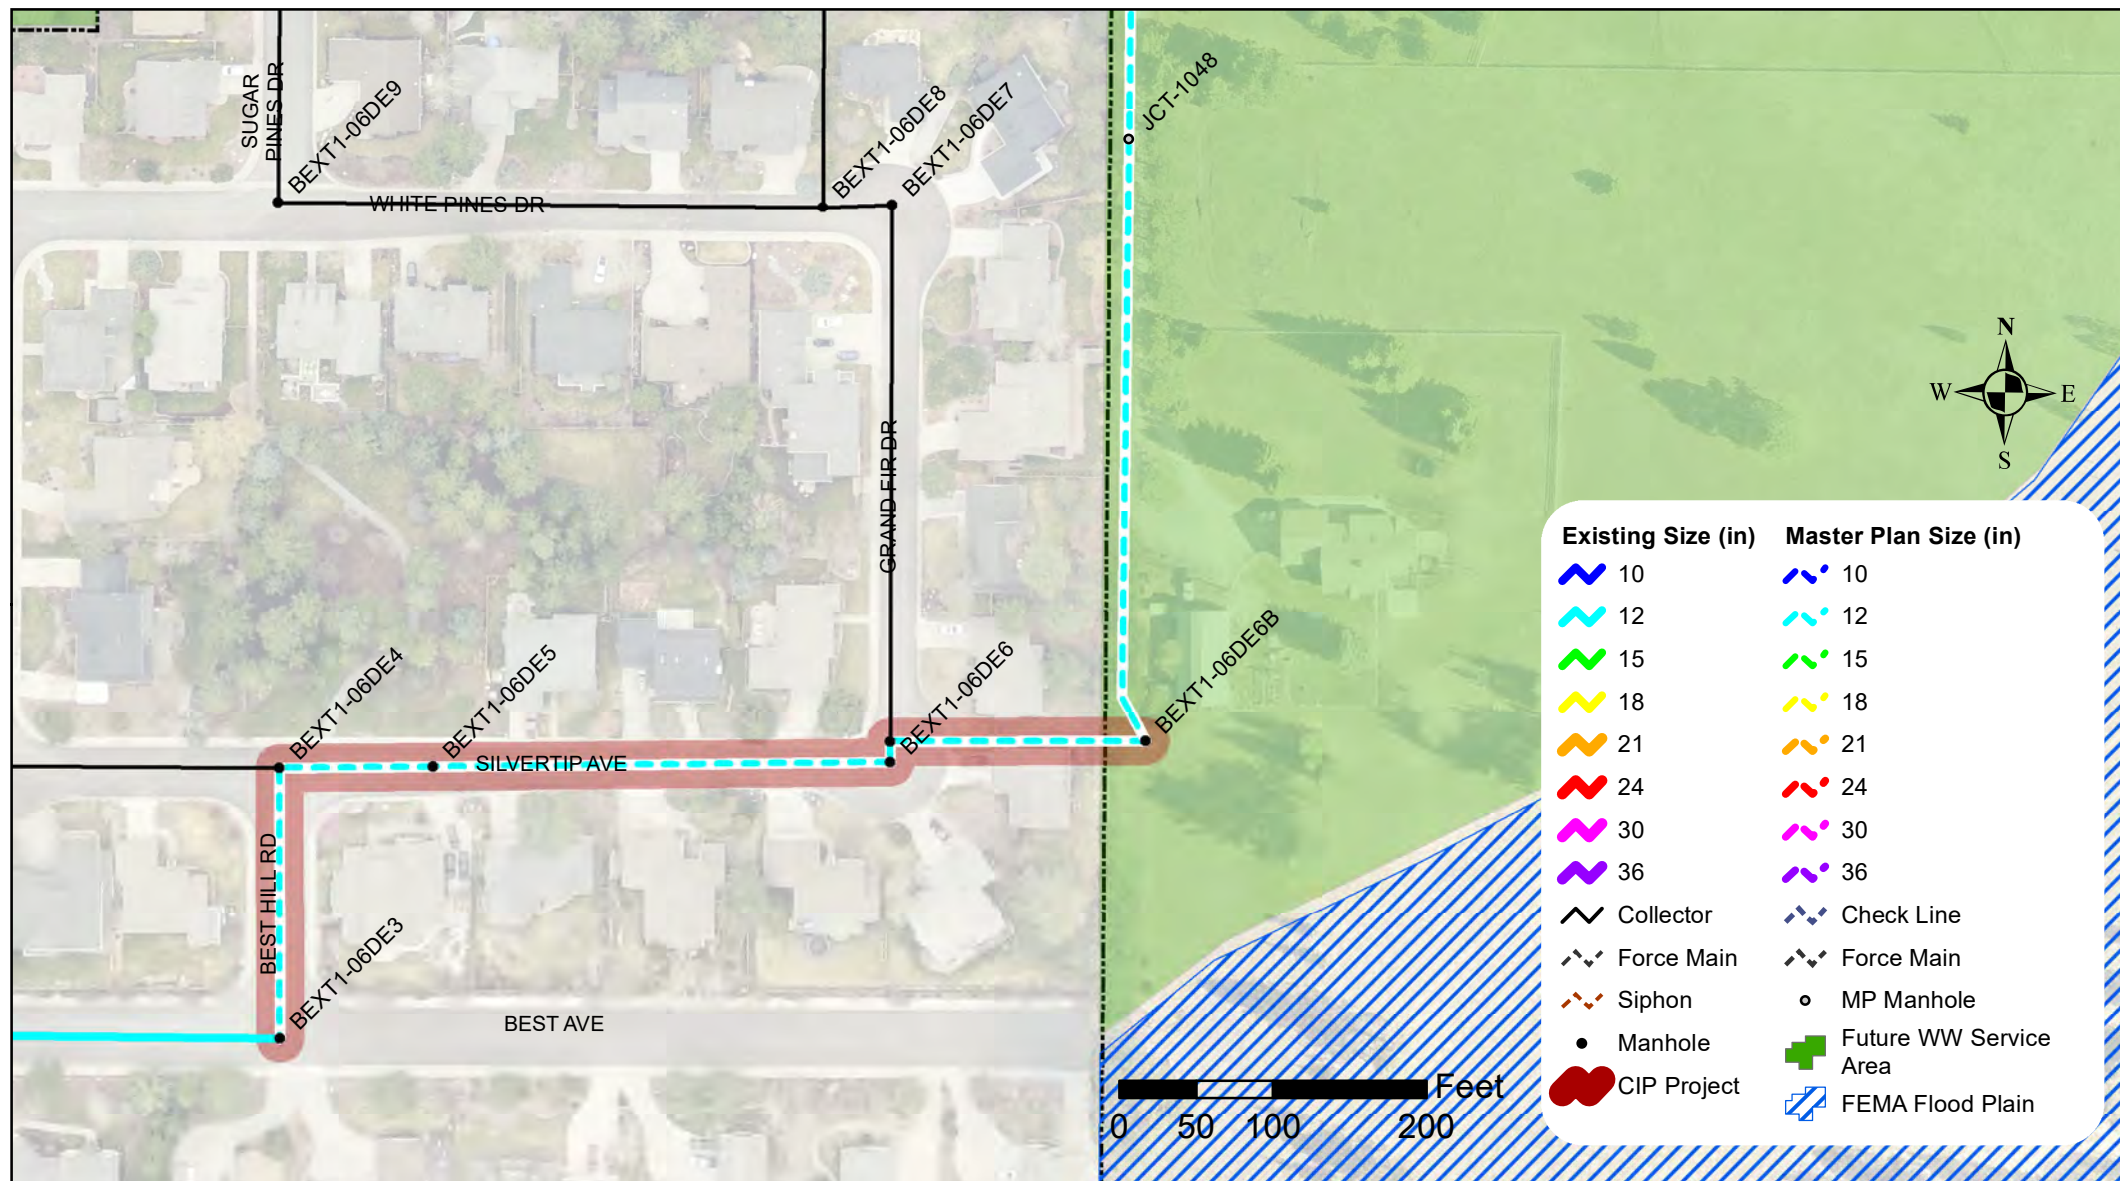 SUGAR
PINES DR
BEXT1-06DE9
BEXT1-06DE8
BEXT1-06DE7
JCT-1048
WHITE PINES DR
GRAND FIR DR
BEXT1-06DE4
BEXT1-06DE5
BEXT1-06DE6
BEXT1-06DE6B
SILVERTIP AVE
BEST HILL RD
BEXT1-06DE3
BEST AVE
N
W
E
S
Existing Size (in)
10
12
15
18
21
24
30
36
Collector
Force Main
Siphon
Manhole
CIP Project
Master Plan Size (in)
10
12
15
18
21
24
30
36
Check Line
Force Main
MP Manhole
Future WW Service
Area
FEMA Flood Plain
Feet
0 50 100 200